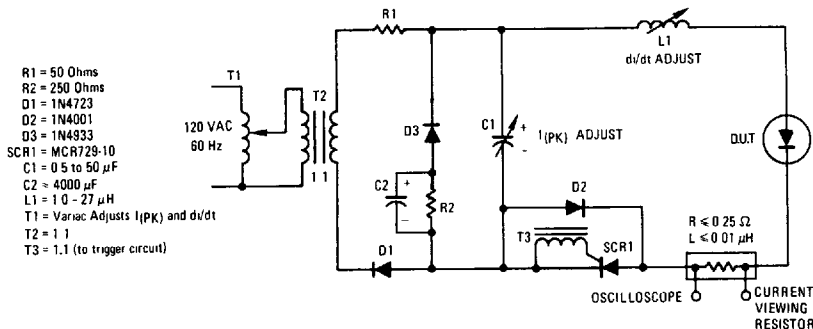 R1 = 50 Ohms
R2 = 250 Ohms
D1 = 1N4723
D2 = 1N4001
D3 = 1N4933
SCR1 = MCR729-10
C1 = 0 5 to 50 µF
C2 ≈ 4000 µF
L1 = 1 0 - 27 µH
T1 = Variac Adjusts I(PK) and di/dt
T2 = 1 1
T3 = 1.1 (to trigger circuit)
T1
120 VAC
60 Hz
T2
1 1
R1
D3
C2
+
−
R2
D1
C1
+
−
I(PK) ADJUST
L1
di/dt ADJUST
D.U.T
D2
T3
SCR1
R ≤ 0 25 Ω
L ≤ 0 01 µH
OSCILLOSCOPE
CURRENT
VIEWING
RESISTOR